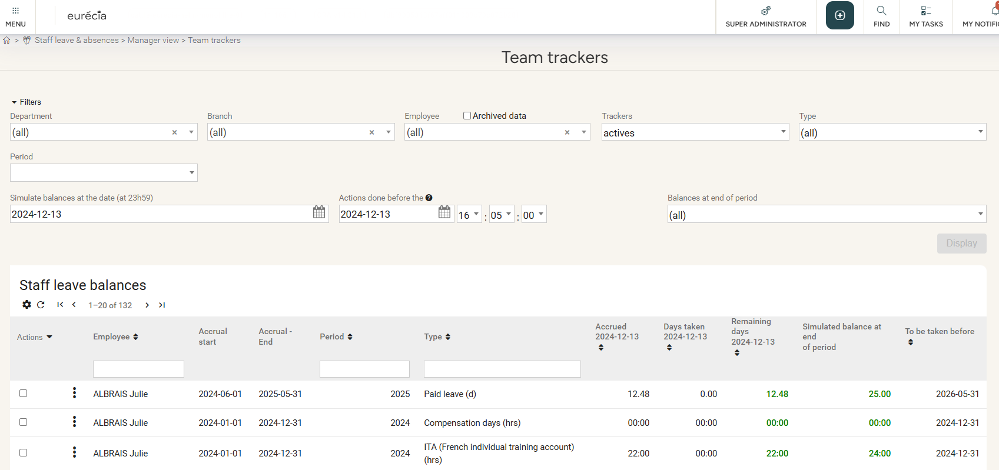 MENU
eurécia
SUPER ADMINISTRATOR
FIND
MY TASKS
MY NOTIFI
> Staff leave & absences > Manager view > Team trackers
Team trackers
Filters
Department
Branch
Employee
Archived data
Trackers
Type
(all) ×
(all) ×
(all) ×
actives
(all)
Period
Simulate balances at the date (at 23h59)
Actions done before the ?
Balances at end of period
2024-12-13
2024-12-13
16 : 05 : 00
(all)
Display
Staff leave balances
1–20 of 132
Actions
Employee
Accrual
start
Accrual -
End
Period
Type
Accrued
2024-12-13
Days taken
2024-12-13
Remaining
days
2024-12-13
Simulated balance at
end
of period
To be taken before
ALBRAIS Julie 2024-06-01 2025-05-31 2025 Paid leave (d) 12.48 0.00 12.48 25.00 2026-05-31
ALBRAIS Julie 2024-01-01 2024-12-31 2024 Compensation days (hrs) 00:00 00:00 00:00 00:00 2024-12-31
ALBRAIS Julie 2024-01-01 2024-12-31 2024 ITA (French individual training account)
(hrs) 22:00 00:00 22:00 24:00 2024-12-31